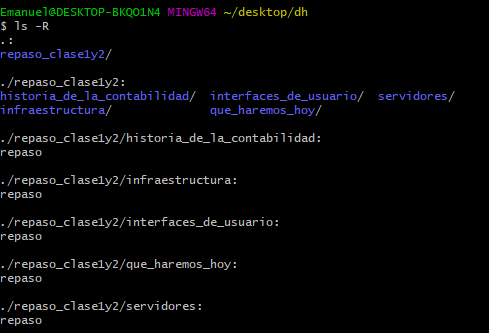 Emanuel@DESKTOP-BKQO1N4 MINGW64 ~/desktop/dh
$ ls -R
.:
repaso_clase1y2/

./repaso_clase1y2:
historia_de_la_contabilidad/  interfaces_de_usuario/  servidores/
infraestructura/              que_haremos_hoy/

./repaso_clase1y2/historia_de_la_contabilidad:
repaso

./repaso_clase1y2/infraestructura:
repaso

./repaso_clase1y2/interfaces_de_usuario:
repaso

./repaso_clase1y2/que_haremos_hoy:
repaso

./repaso_clase1y2/servidores:
repaso